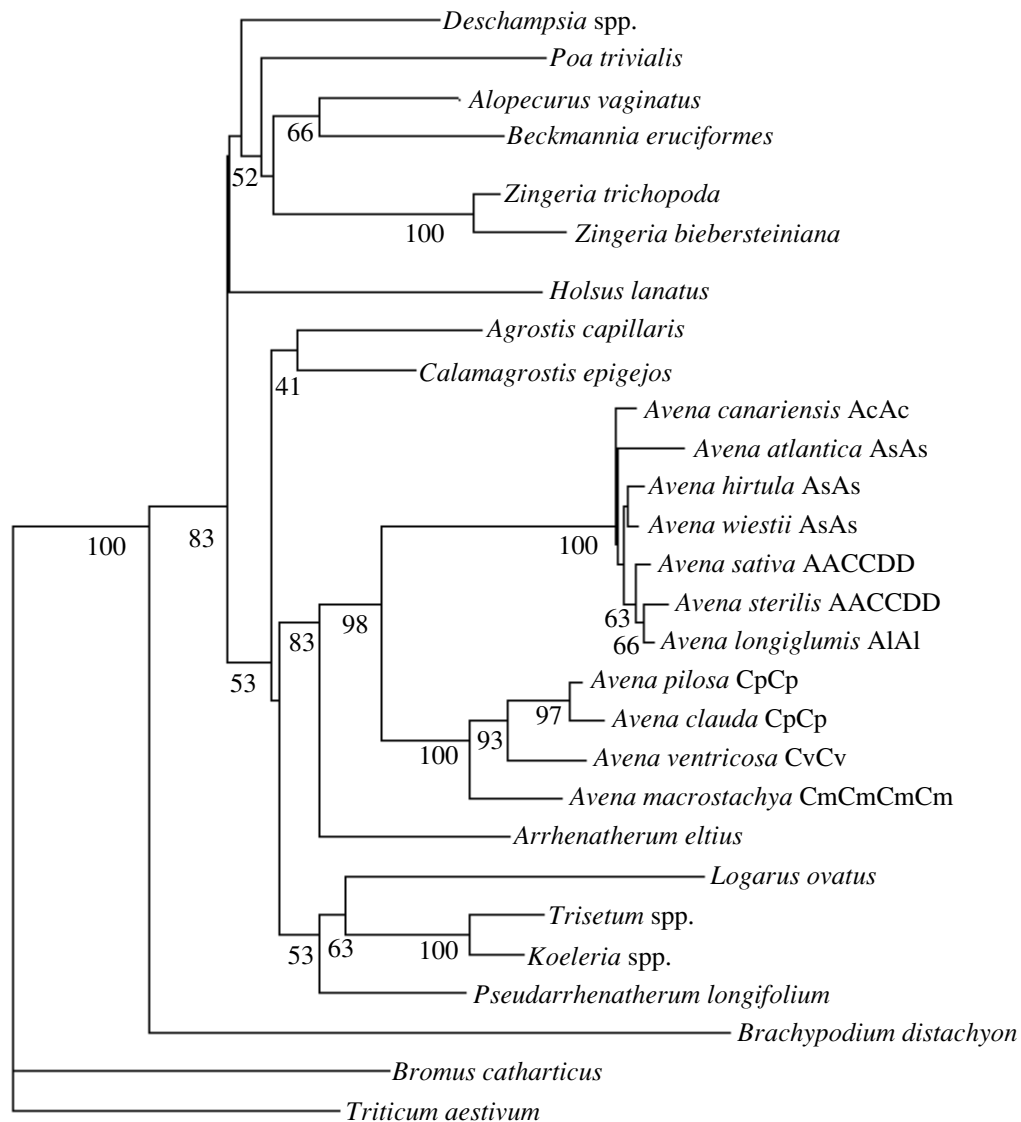 Deschampsia spp.
Poa trivialis
Alopecurus vaginatus
66
Beckmannia eruciformes
52
Zingeria trichopoda
100
Zingeria biebersteiniana
Holsus lanatus
Agrostis capillaris
Calamagrostis epigejos
41
Avena canariensis AcAc
Avena atlantica AsAs
Avena hirtula AsAs
Avena wiestii AsAs
100
83
100
Avena sativa AACCDD
Avena sterilis AACCDD
63
98
83
Avena longiglumis AlAl
66
53
Avena pilosa CpCp
97
Avena clauda CpCp
93
100
Avena ventricosa CvCv
Avena macrostachya CmCmCmCm
Arrhenatherum eltius
Logarus ovatus
Trisetum spp.
53
63
100
Koeleria spp.
Pseudarrhenatherum longifolium
Brachypodium distachyon
Bromus catharticus
Triticum aestivum